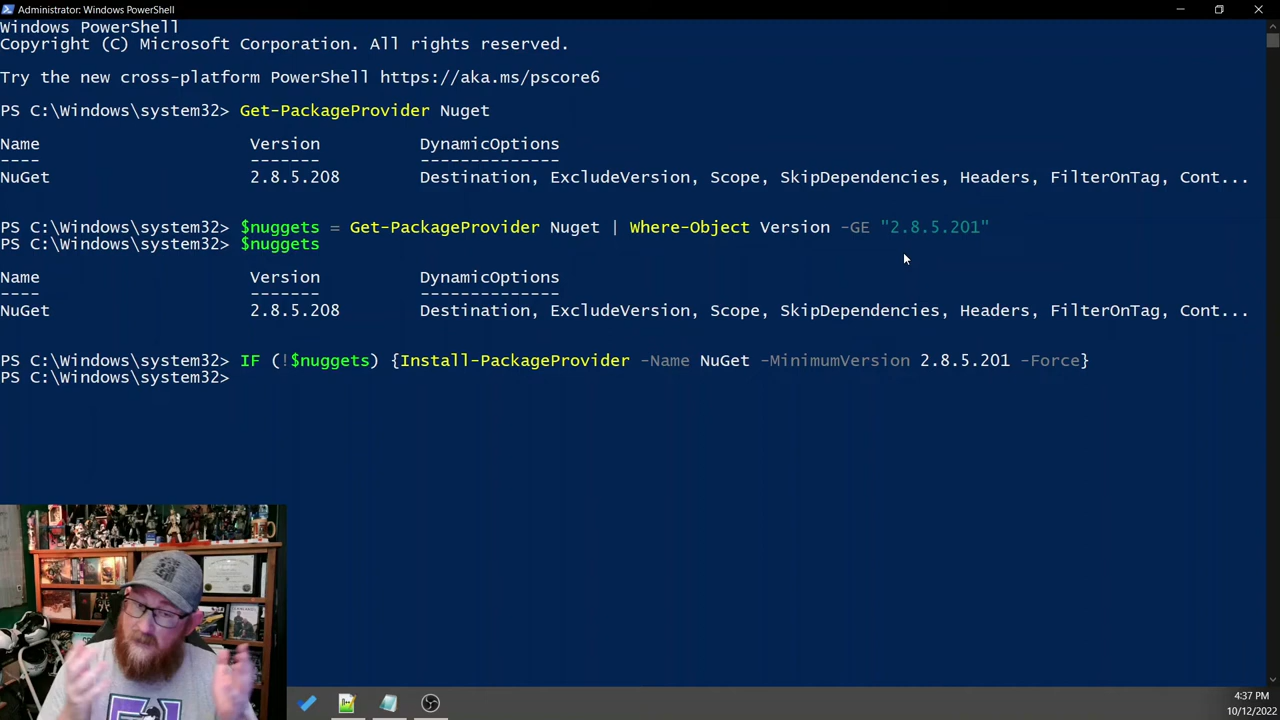 Administrator: Windows PowerShell
Windows PowerShell
Copyright (C) Microsoft Corporation. All rights reserved.
Try the new cross-platform PowerShell https://aka.ms/pscore6
PS C:\Windows\system32> Get-PackageProvider Nuget
Name Version DynamicOptions
---- ------- --------------
NuGet 2.8.5.208 Destination, ExcludeVersion, Scope, SkipDependencies, Headers, FilterOnTag, Cont...
PS C:\Windows\system32> $nuggets = Get-PackageProvider Nuget | Where-Object Version -GE "2.8.5.201"
PS C:\Windows\system32> $nuggets
Name Version DynamicOptions
---- ------- --------------
NuGet 2.8.5.208 Destination, ExcludeVersion, Scope, SkipDependencies, Headers, FilterOnTag, Cont...
PS C:\Windows\system32> IF (!$nuggets) {Install-PackageProvider -Name NuGet -MinimumVersion 2.8.5.201 -Force}
PS C:\Windows\system32>
4:37 PM
10/12/2022